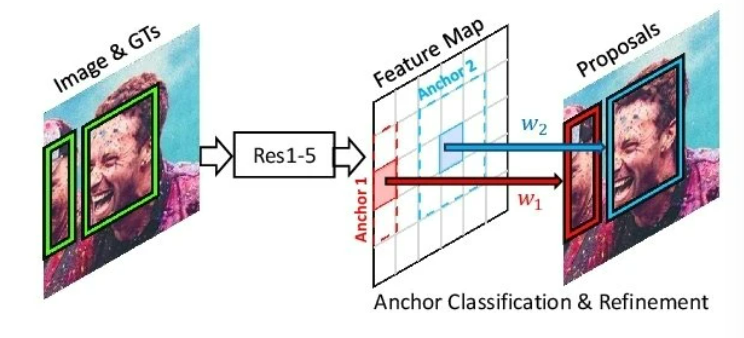 Image & GTs
Res1-5
Feature Map
Anchor 1
Anchor 2
w₂
w₁
Proposals
Anchor Classification & Refinement